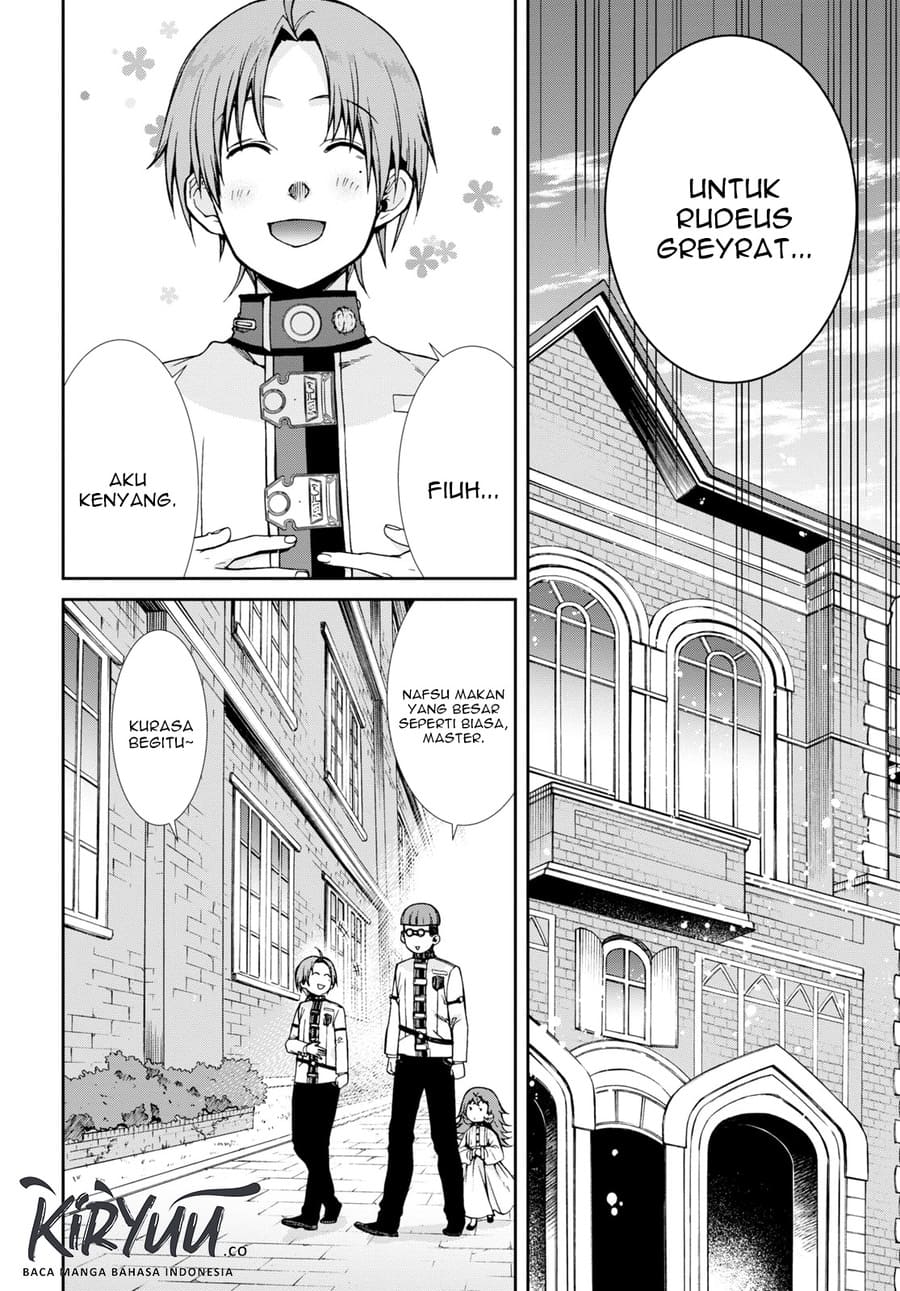 UNTUK
RUDEUS
GREYRAT...
FIUH...
AKU
KENYANG.
NAFSU MAKAN
YANG BESAR
SEPERTI BIASA,
MASTER.
KURASA
BEGITU~
KiRYUU.CO
BACA MANGA BAHASA INDONESIA